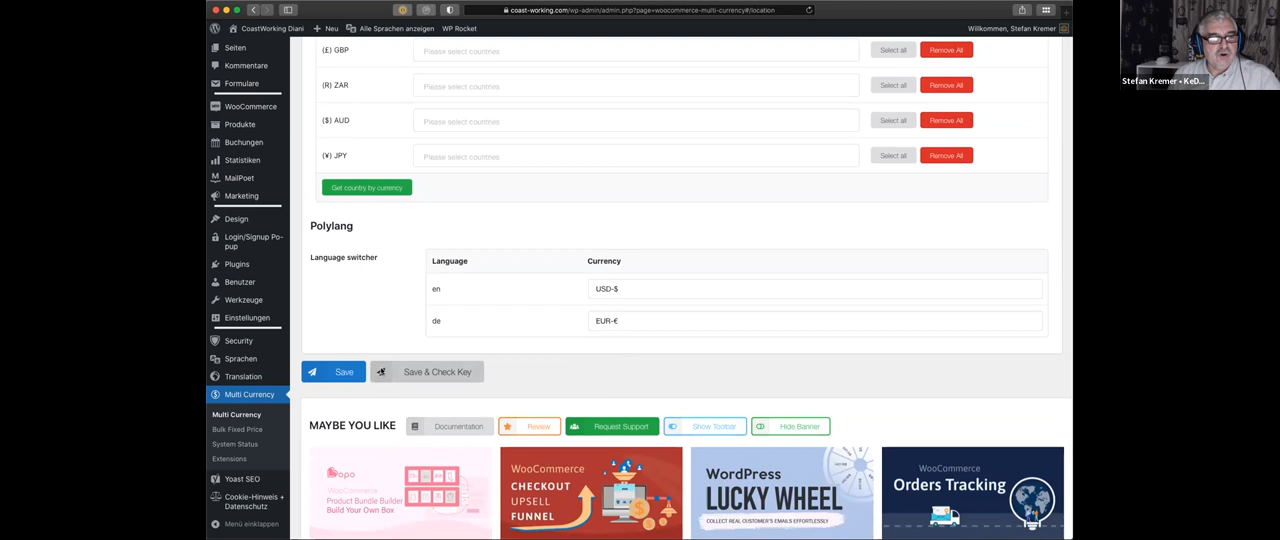 coast-working.com/wp-admin/admin.php?page=woocommerce-multi-currency#/location
CoastWorking Diani
Neu
Alle Sprachen anzeigen
WP Rocket
Willkommen, Stefan Kremer
Seiten
Kommentare
Formulare
WooCommerce
Produkte
Buchungen
Statistiken
MailPoet
Marketing
Design
Login/Signup Po-
pup
Plugins
Benutzer
Werkzeuge
Einstellungen
Security
Sprachen
Translation
Multi Currency
Multi Currency
Bulk Fixed Price
System Status
Extensions
Yoast SEO
Cookie-Hinweis +
Datenschutz
Menü einklappen
(£) GBP Please select countries Select all Remove All
(R) ZAR Please select countries Select all Remove All
($) AUD Please select countries Select all Remove All
(¥) JPY Please select countries Select all Remove All
Get country by currency
Polylang
Language switcher
Language Currency
en USD-$
de EUR-€
Save Save & Check Key
MAYBE YOU LIKE Documentation Review Request Support Show Toolbar Hide Banner
WooCommerce
Product Bundle Builder
Build Your Own Box
WooCommerce
CHECKOUT
UPSELL
FUNNEL
WordPress
LUCKY WHEEL
COLLECT REAL CUSTOMER'S EMAILS EFFORTLESSLY
WooCommerce
Orders Tracking
Stefan Kremer • KeD...